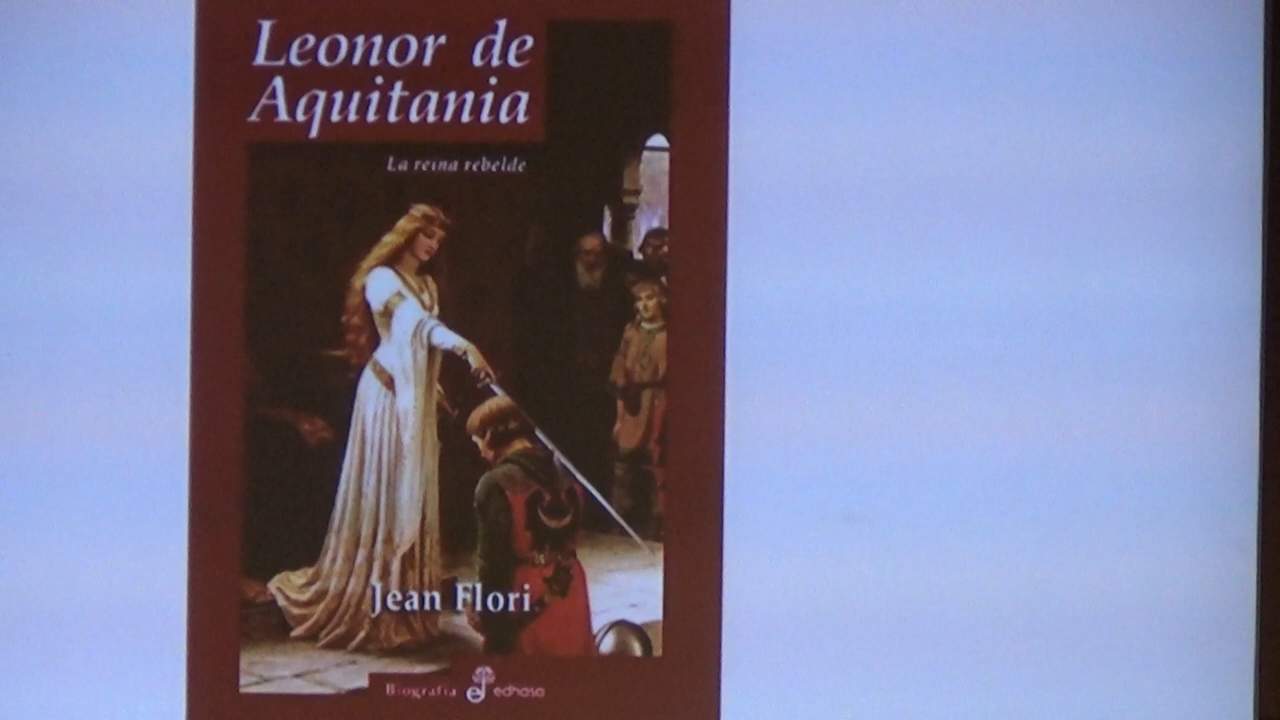 Leonor de
Aquitania
La reina rebelde
Jean Flori
Biografía edhasa